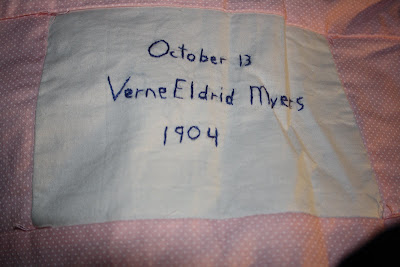 October 13
Verne Eldrid Myers
1904